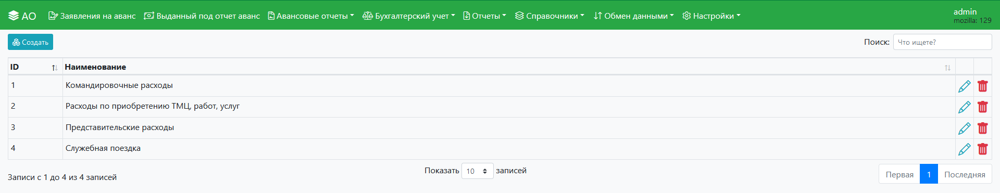 АО Заявления на аванс Выданный под отчет аванс Авансовые отчеты Бухгалтерский учет Отчеты Справочники Обмен данными Настройки admin
mozilla: 129
Создать Поиск: Что ищете?
ID Наименование
1 Командировочные расходы
2 Расходы по приобретению ТМЦ, работ, услуг
3 Представительские расходы
4 Служебная поездка
Записи с 1 до 4 из 4 записей Показать 10 записей Первая 1 Последняя